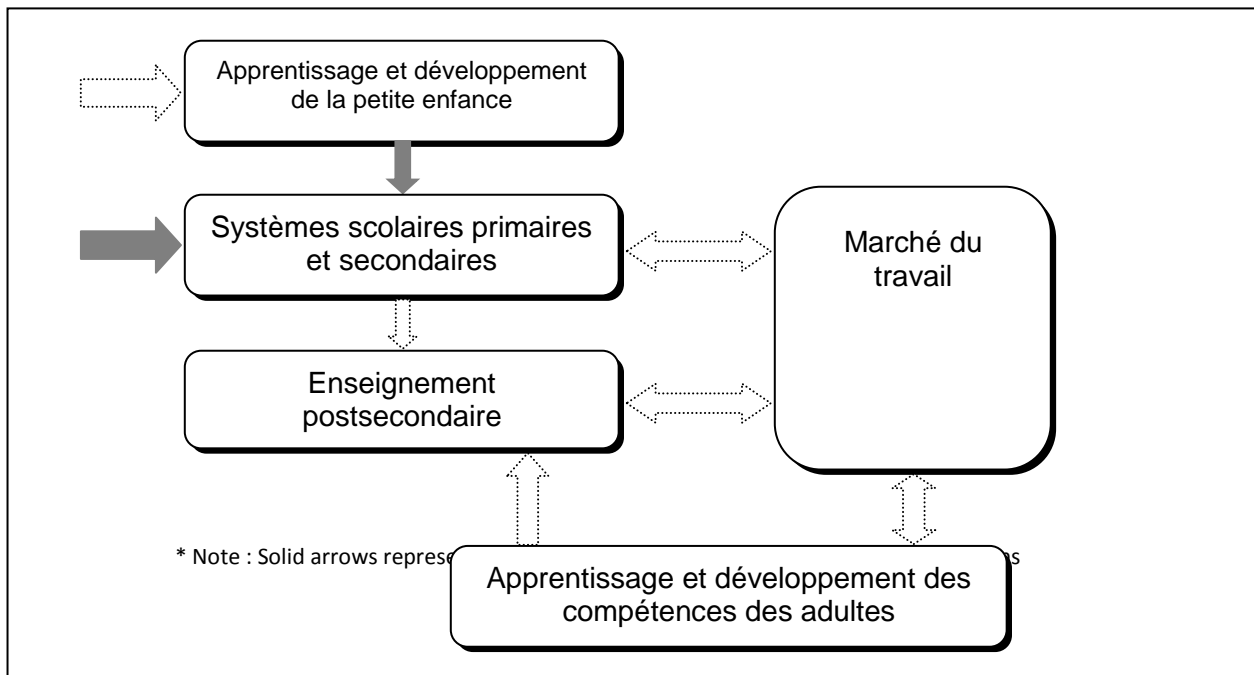 Apprentissage et développement
de la petite enfance
Systèmes scolaires primaires
et secondaires
Marché du
travail
Enseignement
postsecondaire
* Note : Solid arrows
Apprentissage et développement des
compétences des adultes